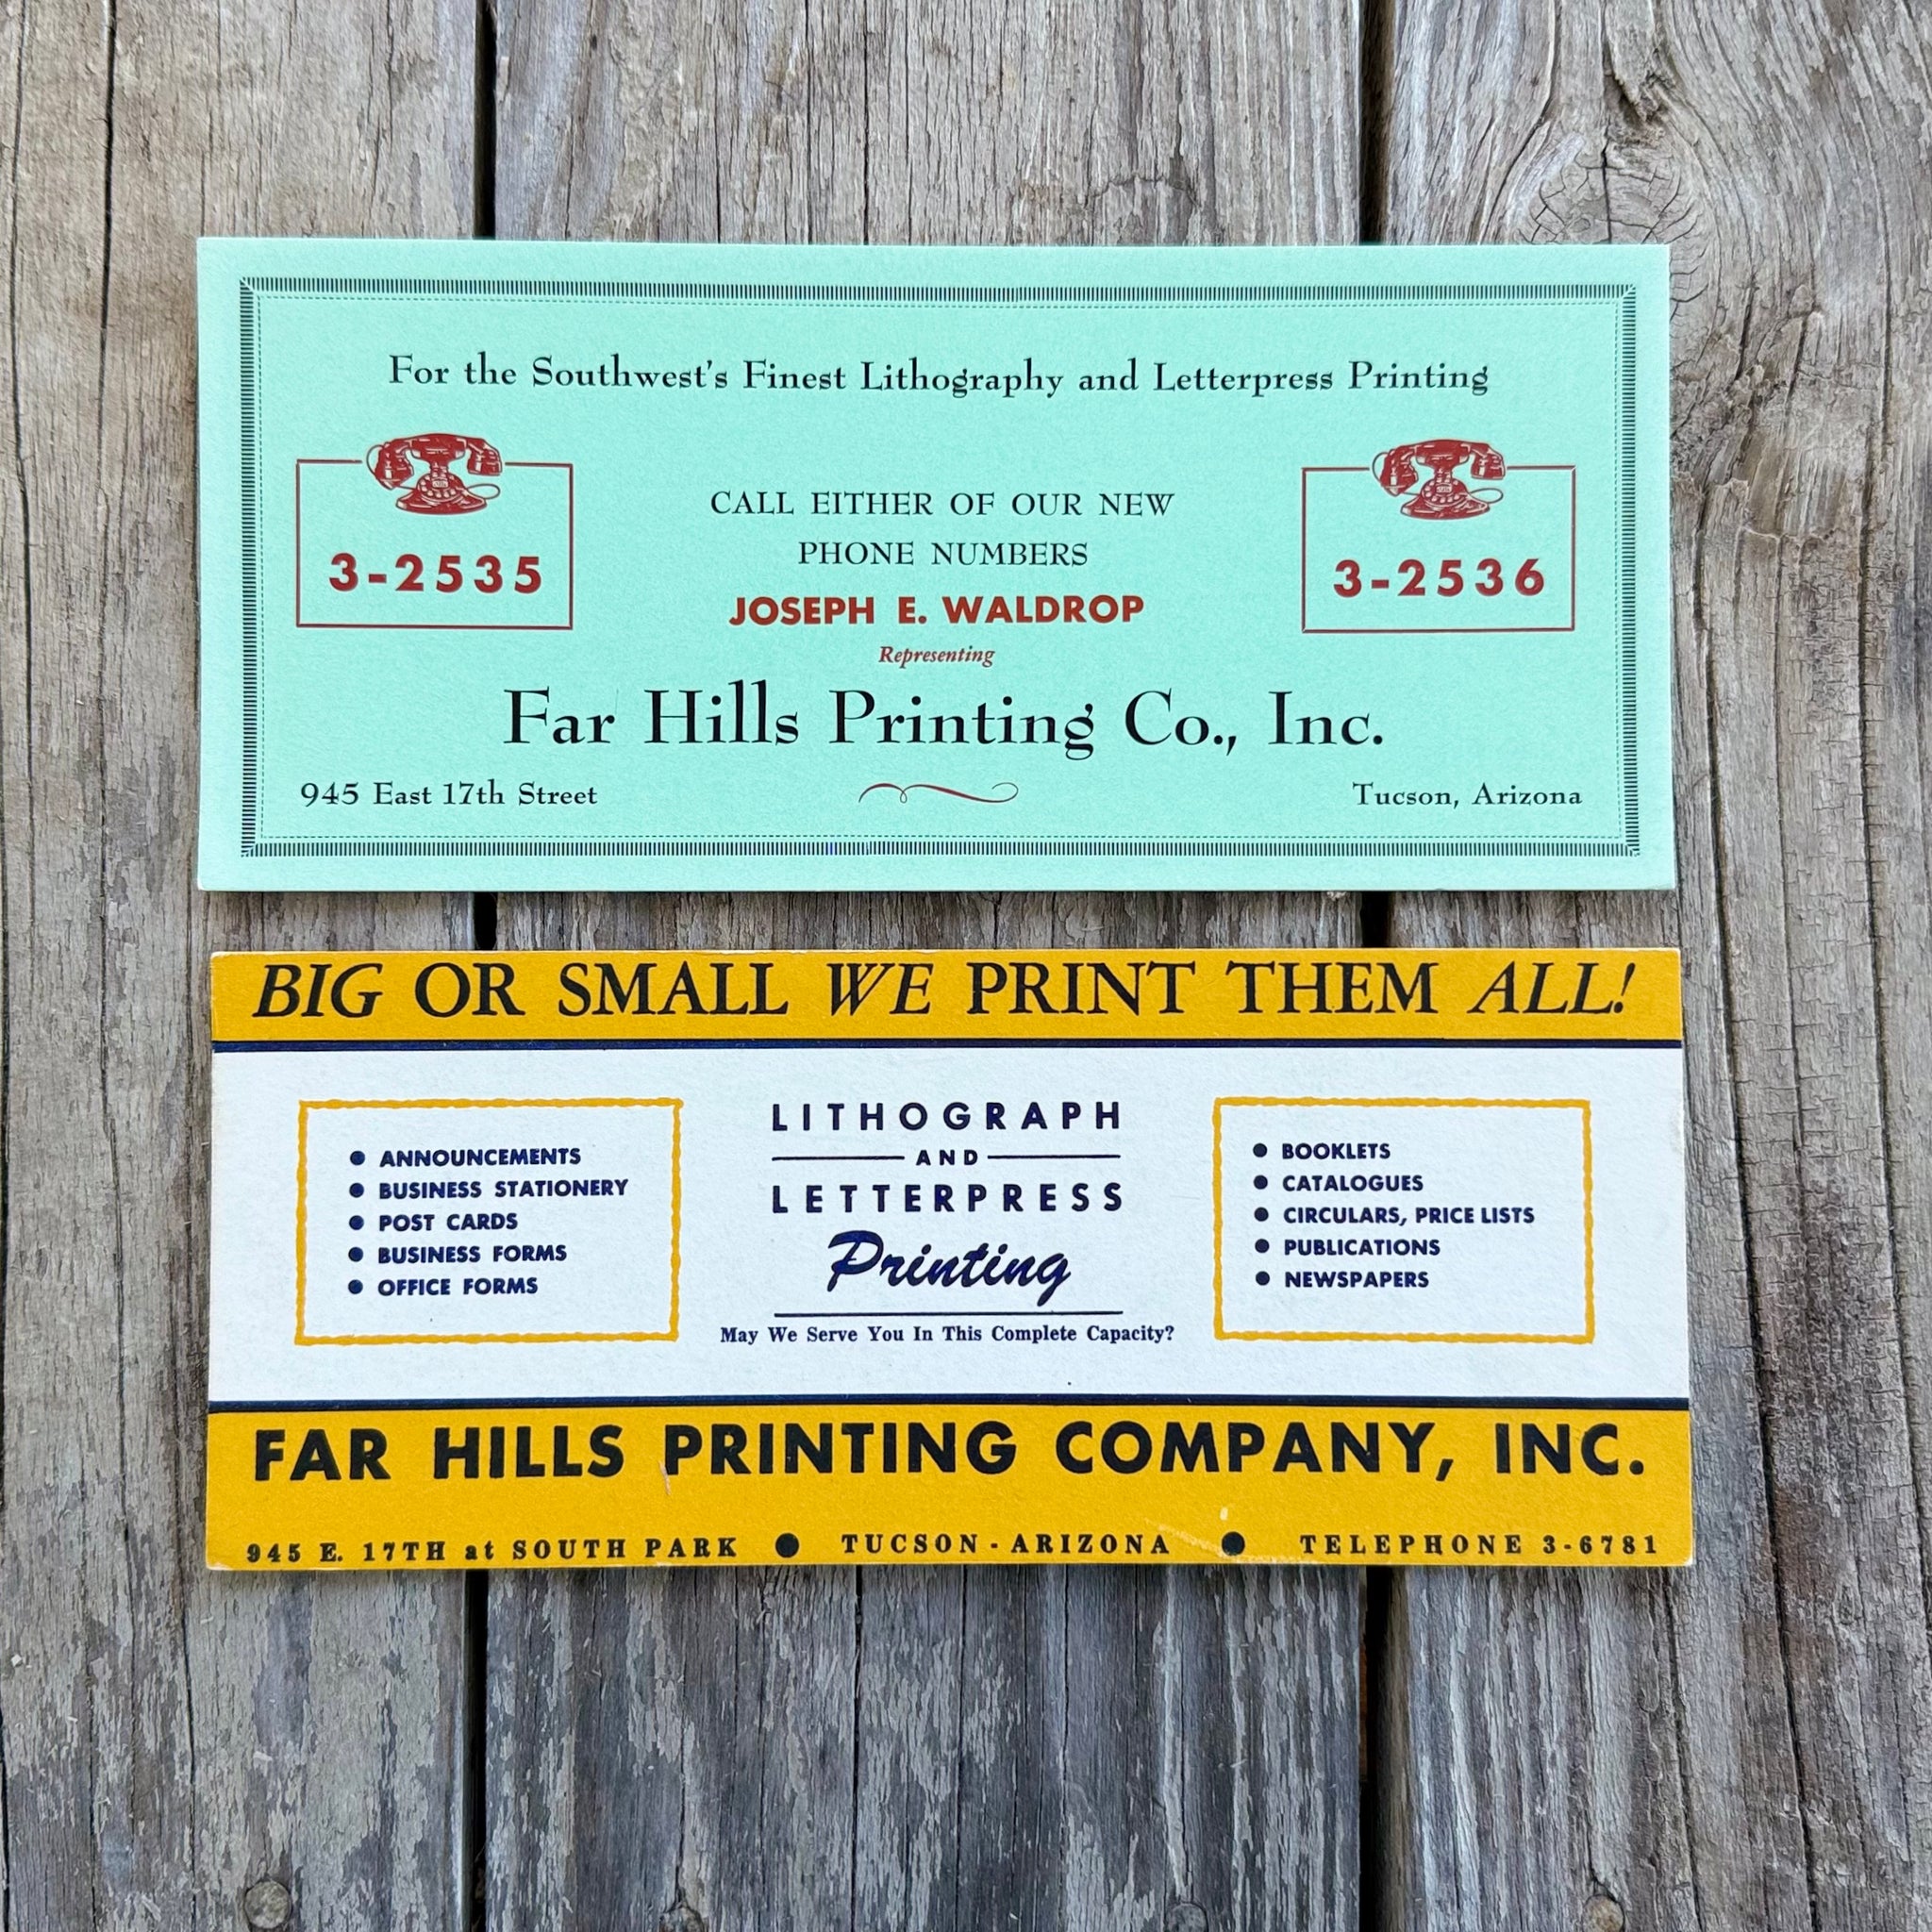 For the Southwest's Finest Lithography and Letterpress Printing
3-2535
CALL EITHER OF OUR NEW
PHONE NUMBERS
JOSEPH E. WALDROP
Representing
3-2536
Far Hills Printing Co., Inc.
945 East 17th Street
Tucson, Arizona
BIG OR SMALL WE PRINT THEM ALL!
● ANNOUNCEMENTS
● BUSINESS STATIONERY
● POST CARDS
● BUSINESS FORMS
● OFFICE FORMS
LITHOGRAPH
AND
LETTERPRESS
Printing
May We Serve You In This Complete Capacity?
● BOOKLETS
● CATALOGUES
● CIRCULARS, PRICE LISTS
● PUBLICATIONS
● NEWSPAPERS
FAR HILLS PRINTING COMPANY, INC.
945 E. 17TH at SOUTH PARK ● TUCSON - ARIZONA ● TELEPHONE 3-6781